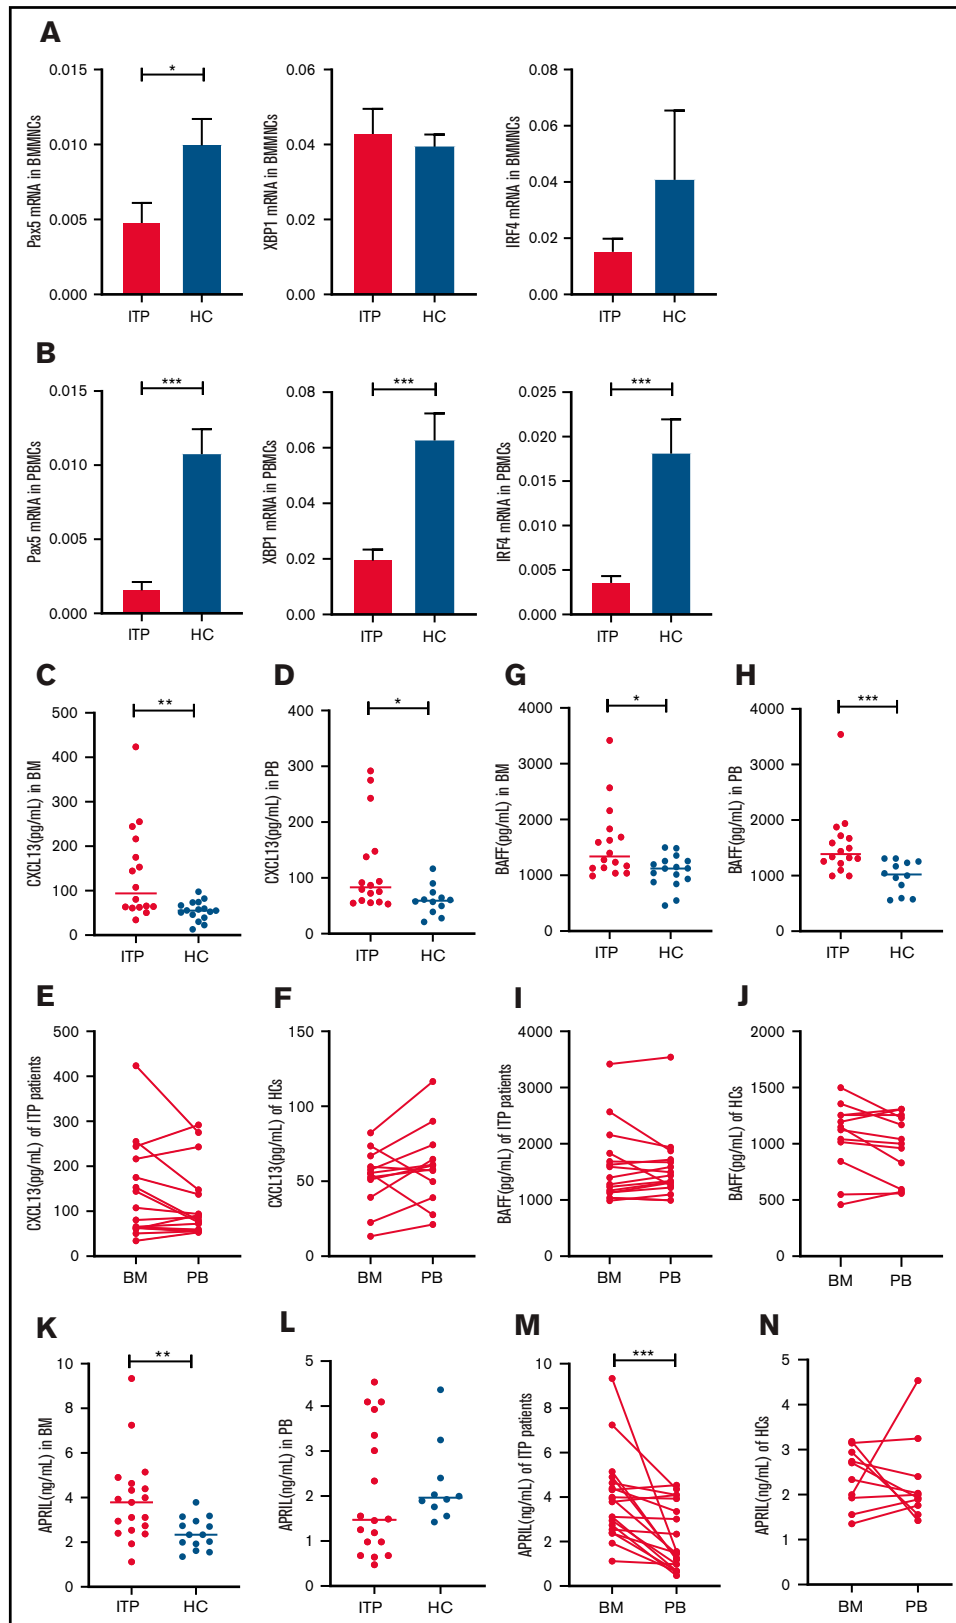 A
Pax5 mRNA in BMMNCs
0.015
0.010
0.005
0.000
*
ITP HC
XBP1 mRNA in BMMNCs
0.06
0.04
0.02
0.00
ITP HC
IRF4 mRNA in BMMNCs
0.08
0.06
0.04
0.02
0.00
ITP HC
B
Pax5 mRNA in PBMCs
0.015
0.010
0.005
0.000
***
ITP HC
XBP1 mRNA in PBMCs
0.08
0.06
0.04
0.02
0.00
***
ITP HC
IRF4 mRNA in PBMCs
0.025
0.020
0.015
0.010
0.005
0.000
***
ITP HC
C
CXCL13(pg/mL) in BM
500
400
300
200
100
0
**
ITP HC
D
CXCL13(pg/mL) in PB
400
300
200
100
0
*
ITP HC
G
BAFF(pg/mL) in BM
4000
3000
2000
1000
0
*
ITP HC
H
BAFF(pg/mL) in PB
4000
3000
2000
1000
0
***
ITP HC
E
CXCL13(pg/mL) of ITP patients
500
400
300
200
100
0
BM PB
F
CXCL13(pg/mL) of HCs
150
100
50
0
BM PB
I
BAFF(pg/mL) of ITP patients
4000
3000
2000
1000
0
BM PB
J
BAFF(pg/mL) of HCs
2000
1500
1000
500
0
BM PB
K
APRIL(ng/mL) in BM
10
8
6
4
2
0
**
ITP HC
L
APRIL(ng/mL) in PB
5
4
3
2
1
0
ITP HC
M
APRIL(ng/mL) of ITP patients
10
8
6
4
2
0
***
BM PB
N
APRIL(ng/mL) of HCs
5
4
3
2
1
0
BM PB